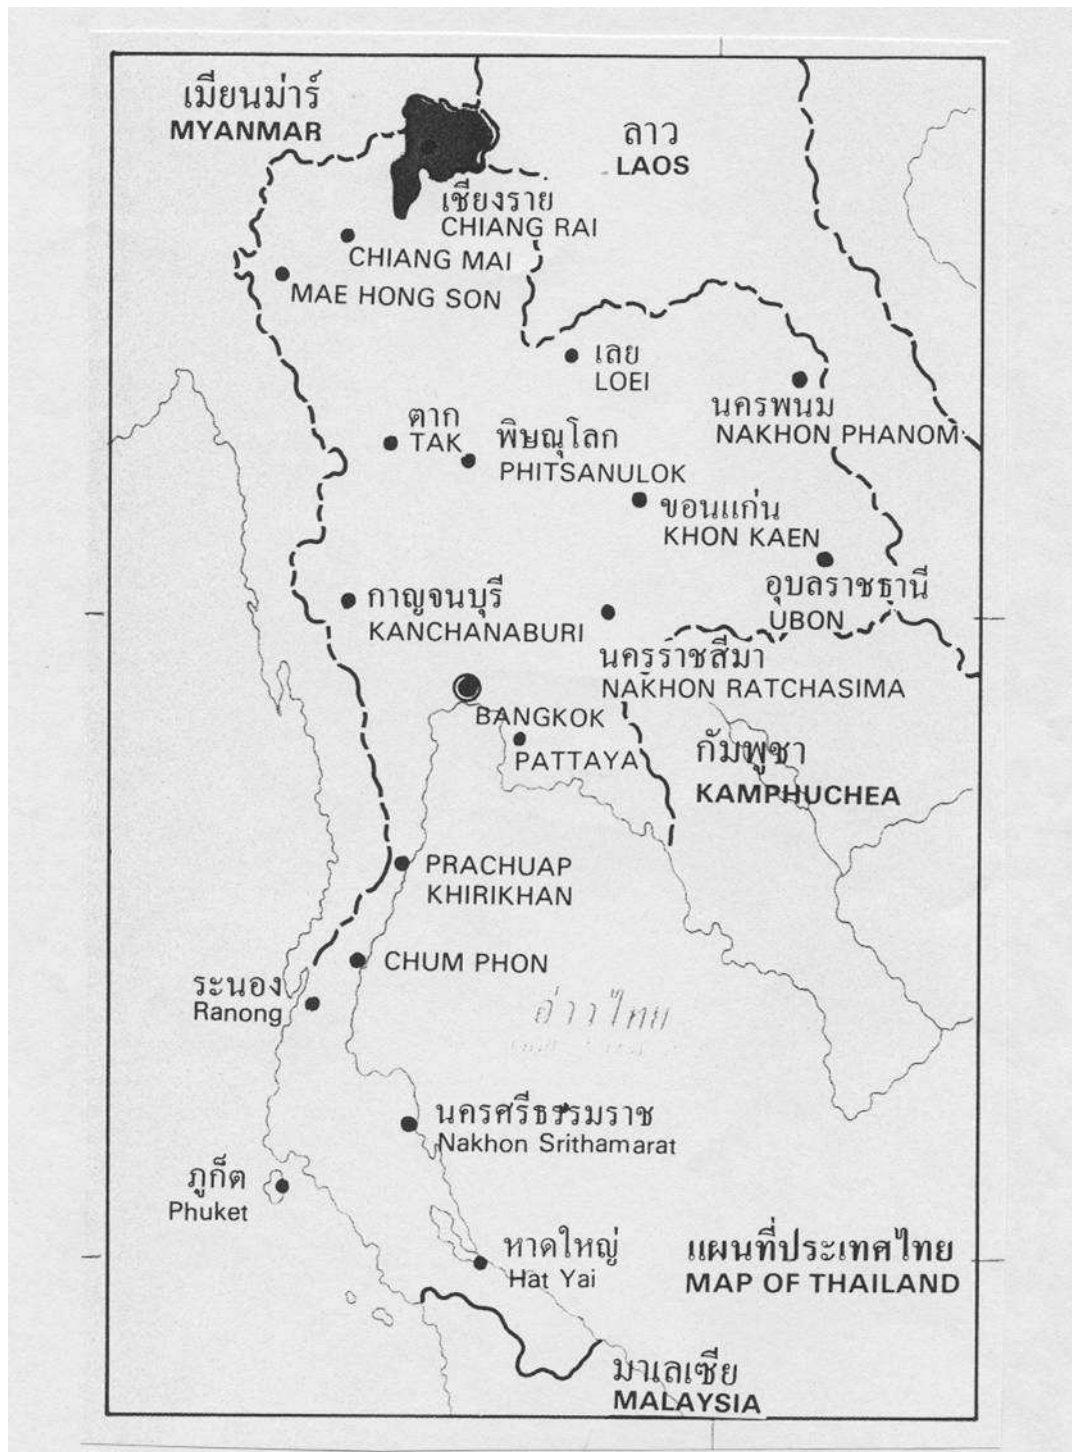 เมียนม่าร์
MYANMAR
ลาว
LAOS
เชียงราย
CHIANG RAI
CHIANG MAI
MAE HONG SON
เลย
LOEI
นครพนม
NAKHON PHANOM
ตาก
TAK
พิษณุโลก
PHITSANULOK
ขอนแก่น
KHON KAEN
อุบลราชธานี
UBON
กาญจนบุรี
KANCHANABURI
นครราชสีมา
NAKHON RATCHASIMA
BANGKOK
PATTAYA
กัมพูชา
KAMPHUCHEA
PRACHUAP
KHIRIKHAN
CHUM PHON
ระนอง
Ranong
อ่าวไทย
นครศรีธรรมราช
Nakhon Srithamarat
ภูก็ต
Phuket
หาดใหญ่
Hat Yai
แผนที่ประเทศไทย
MAP OF THAILAND
มาเลเซีย
MALAYSIA